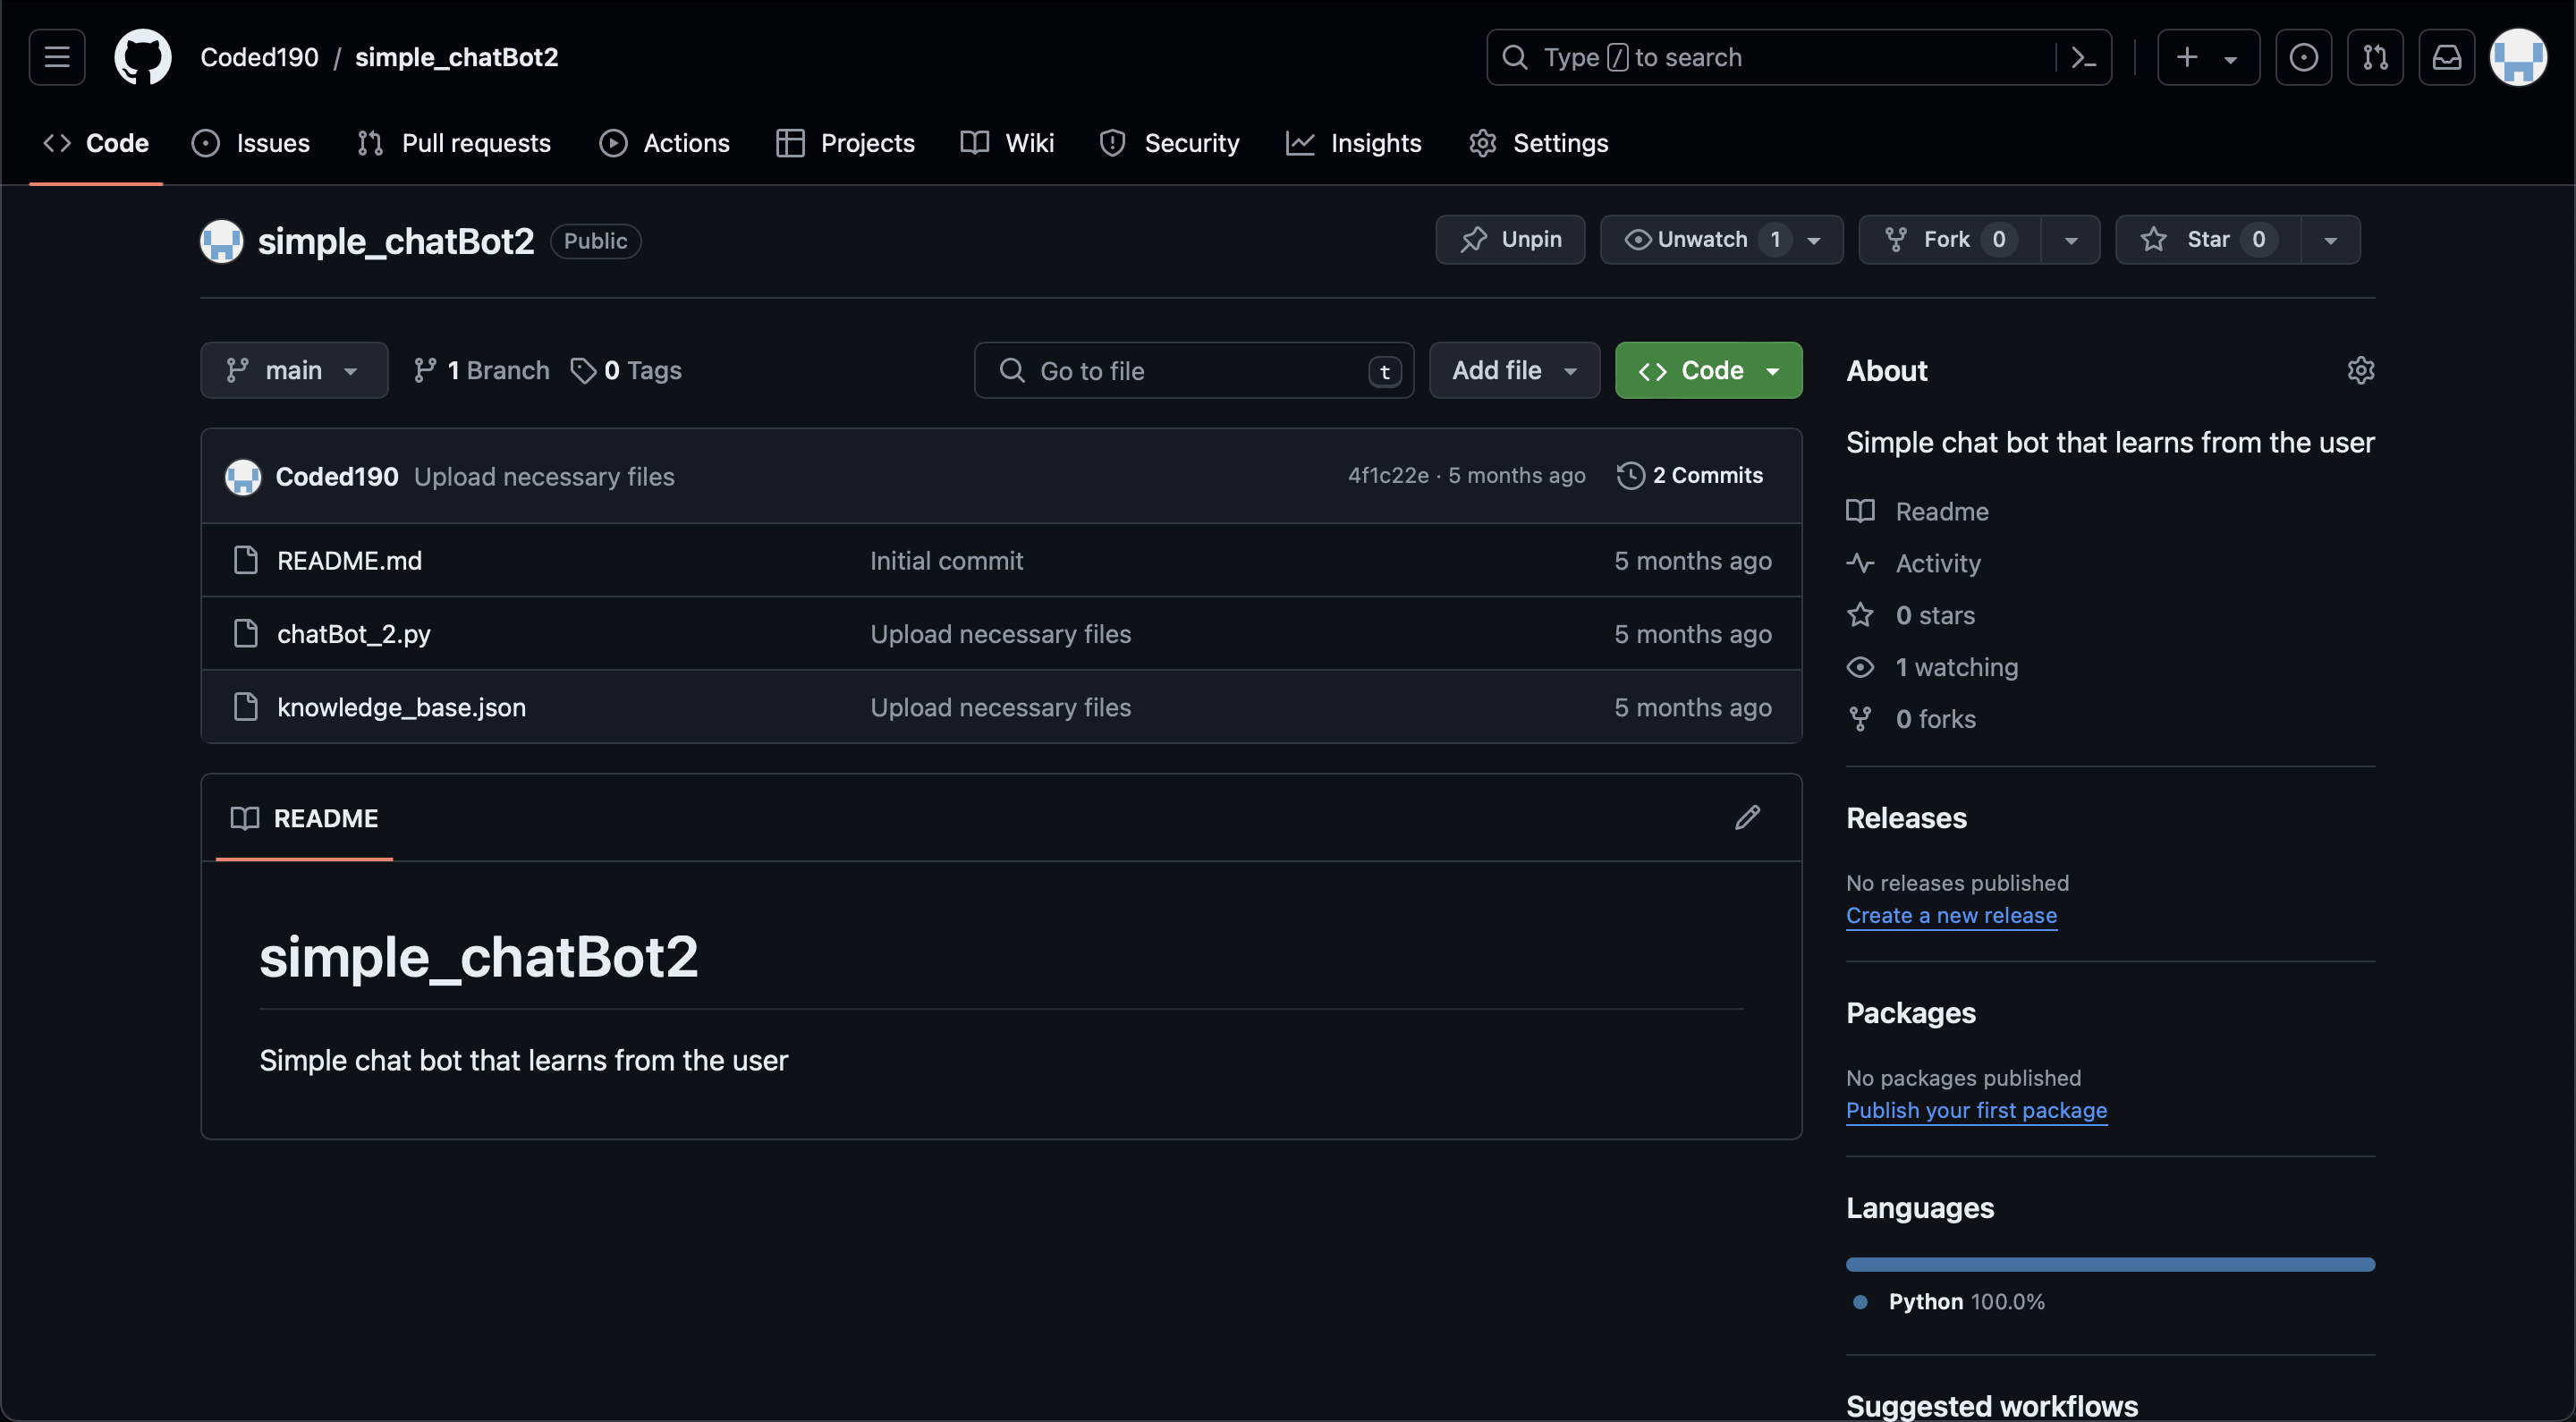 Coded190 / simple_chatBot2
Type / to search
Code Issues Pull requests Actions Projects Wiki Security Insights Settings
simple_chatBot2 Public
Unpin Unwatch 1 Fork 0 Star 0
main 1 Branch 0 Tags
Go to file t Add file Code
Coded190 Upload necessary files 4f1c22e · 5 months ago 2 Commits
README.md Initial commit 5 months ago
chatBot_2.py Upload necessary files 5 months ago
knowledge_base.json Upload necessary files 5 months ago
README
simple_chatBot2
Simple chat bot that learns from the user
About
Simple chat bot that learns from the user
Readme
Activity
0 stars
1 watching
0 forks
Releases
No releases published
Create a new release
Packages
No packages published
Publish your first package
Languages
Python 100.0%
Suggested workflows